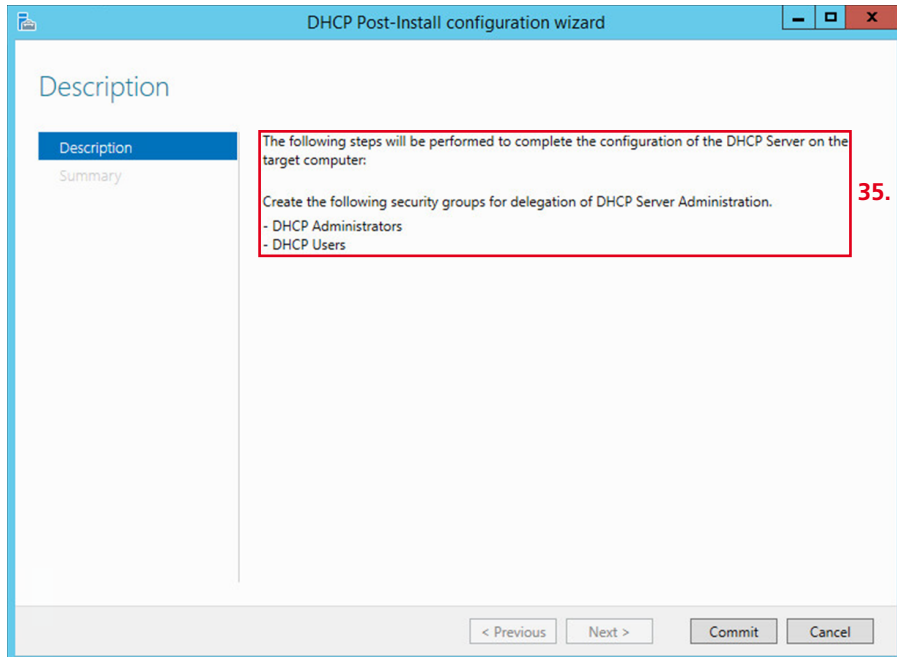 DHCP Post-Install configuration wizard
Description
Description
Summary
The following steps will be performed to complete the configuration of the DHCP Server on the
target computer:
Create the following security groups for delegation of DHCP Server Administration.
- DHCP Administrators
- DHCP Users
35.
< Previous
Next >
Commit
Cancel